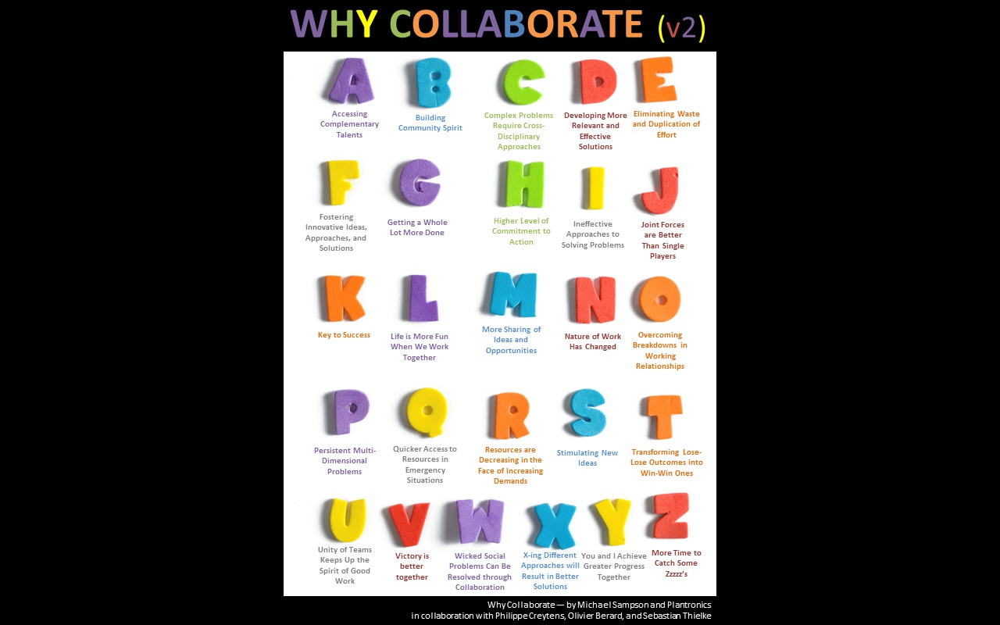 WHY COLLABORATE (v2)
A
Accessing
Complementary
Talents
B
Building
Community Spirit
C
Complex Problems
Require Cross-
Disciplinary
Approaches
D
Developing More
Relevant and
Effective
Solutions
E
Eliminating Waste
and Duplication of
Effort
F
Fostering
Innovative Ideas,
Approaches, and
Solutions
G
Getting a Whole
Lot More Done
H
Higher Level of
Commitment to
Action
I
Ineffective
Approaches to
Solving Problems
J
Joint Forces
are Better
Than Single
Players
K
Key to Success
L
Life is More Fun
When We Work
Together
M
More Sharing of
Ideas and
Opportunities
N
Nature of Work
Has Changed
O
Overcoming
Breakdowns in
Working
Relationships
P
Persistent Multi-
Dimensional
Problems
Q
Quicker Access to
Resources in
Emergency
Situations
R
Resources are
Decreasing in the
Face of Increasing
Demands
S
Stimulating New
Ideas
T
Transforming Lose-
Lose Outcomes into
Win-Win Ones
U
Unity of Teams
Keeps Up the
Spirit of Good
Work
V
Victory is
better
together
W
Wicked Social
Problems Can Be
Resolved through
Collaboration
X
X-ing Different
Approaches will
Result in Better
Solutions
Y
You and I Achieve
Greater Progress
Together
Z
More Time to
Catch Some
Zzzzz's
Why Collaborate — by Michael Sampson and Plantronics
in collaboration with Philippe Creytens, Olivier Berard, and Sebastian Thielke